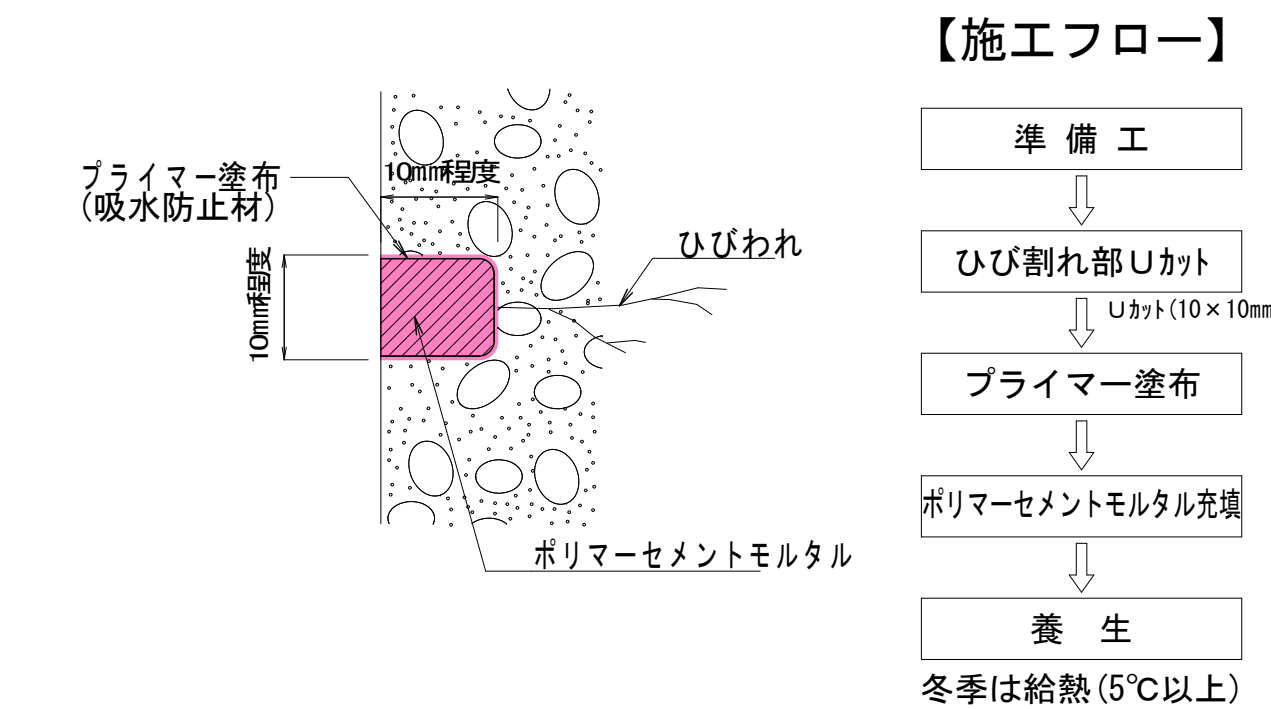 プライマー塗布
(吸水防止材)
10mm程度
10mm程度
ひびわれ
ポリマーセメントモルタル
【施工フロー】
準備工
ひび割れ部Uカット
Uカット(10×10mm
プライマー塗布
ポリマーセメントモルタル充填
養 生
冬季は給熱(5℃以上)